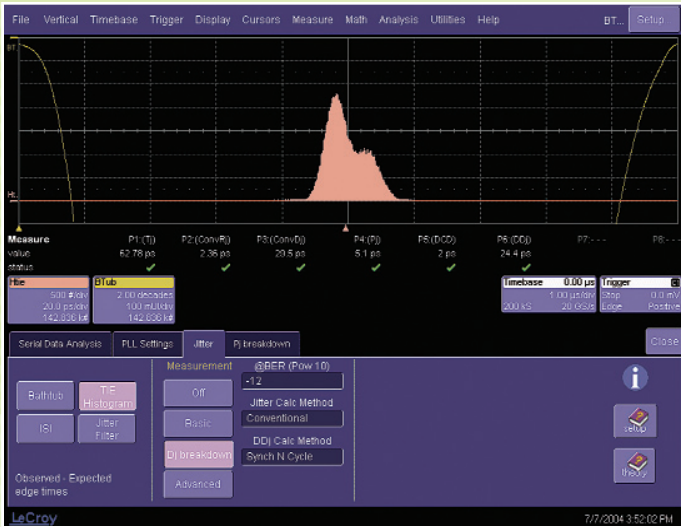 File Vertical Timebase Trigger Display Cursors Measure Math Analysis Utilities Help BT... Setup
BT
Ht
Measure P1:(Tj) P2:(ConvRj) P3:(ConvDj) P4:(Pj) P5:(DCD) P6:(DDj) P7:- - - P8:- - -
value 62.78 ps 2.36 ps 29.5 ps 5.1 ps 2 ps 24.4 ps
status
Htie BTub Timebase 0.00 µs Trigger
500 #/div 2.00 decades 1.00 µs/div Stop 0.0 mV
20.0 ps/div 100 mUI/div 200 kS 20 GS/s Edge Positive
142.836 k# 142.836 k#
Serial Data Analysis PLL Settings Jitter Pj breakdown Close
Measurement @BER (Pow 10)
Bathtub TIE Histogram Off -12
Jitter Calc Method
ISI Jitter Filter Basic Conventional
DDj Calc Method
Dj breakdown Synch N Cycle
Observed - Expected
edge times
Advanced
setup
theory
LeCroy 7/7/2004 3:52:02 PM